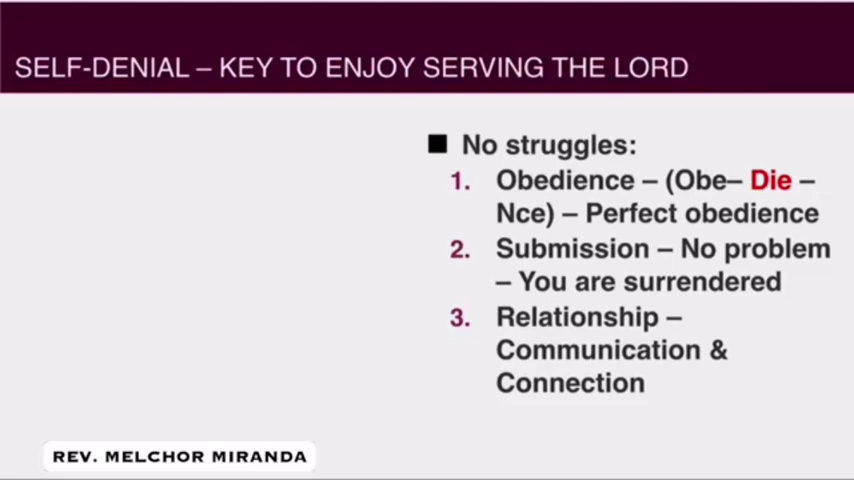 SELF-DENIAL – KEY TO ENJOY SERVING THE LORD
■ No struggles:
1. Obedience – (Obe– Die –
Nce) – Perfect obedience
2. Submission – No problem
– You are surrendered
3. Relationship –
Communication &
Connection
REV. MELCHOR MIRANDA